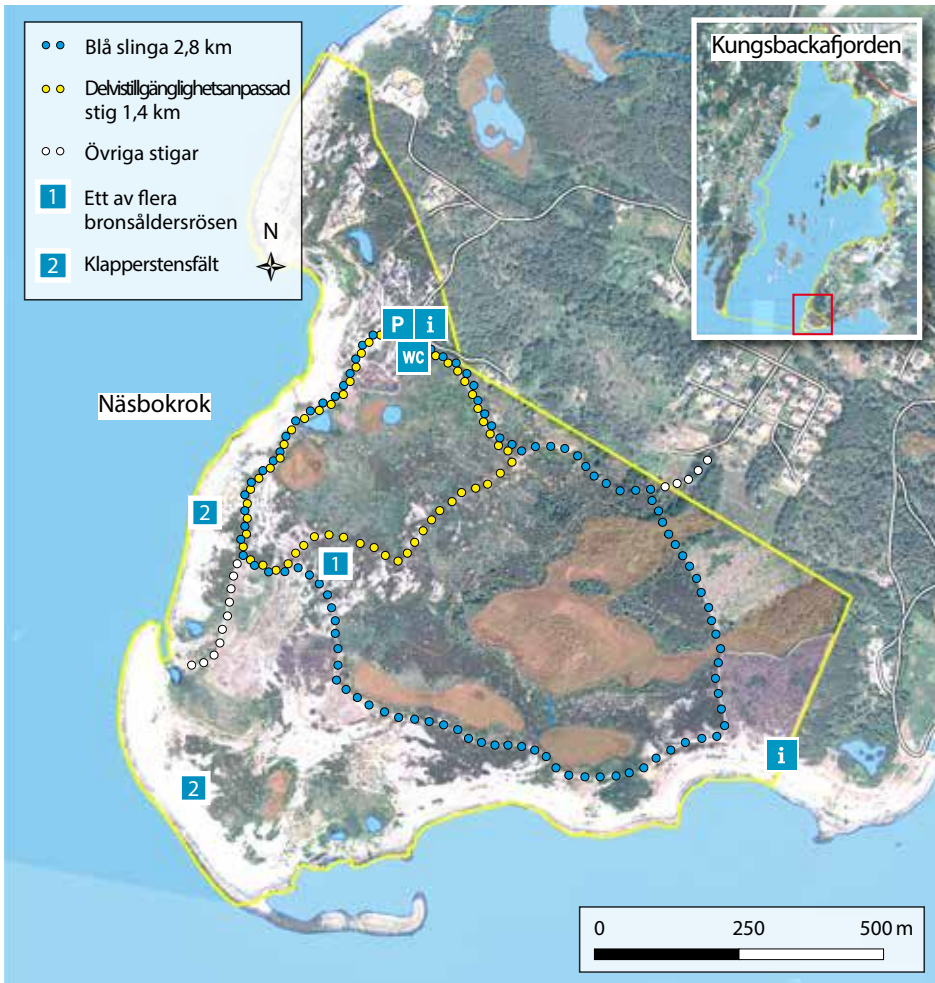 Blå slinga 2,8 km
Delvistillgänglighetsanpassad
stig 1,4 km
Övriga stigar
1 Ett av flera
bronsåldersrösen
2 Klapperstensfält
N
Kungsbackafjorden
P i
WC
Näsbokrok
2
1
i
2
0 250 500 m